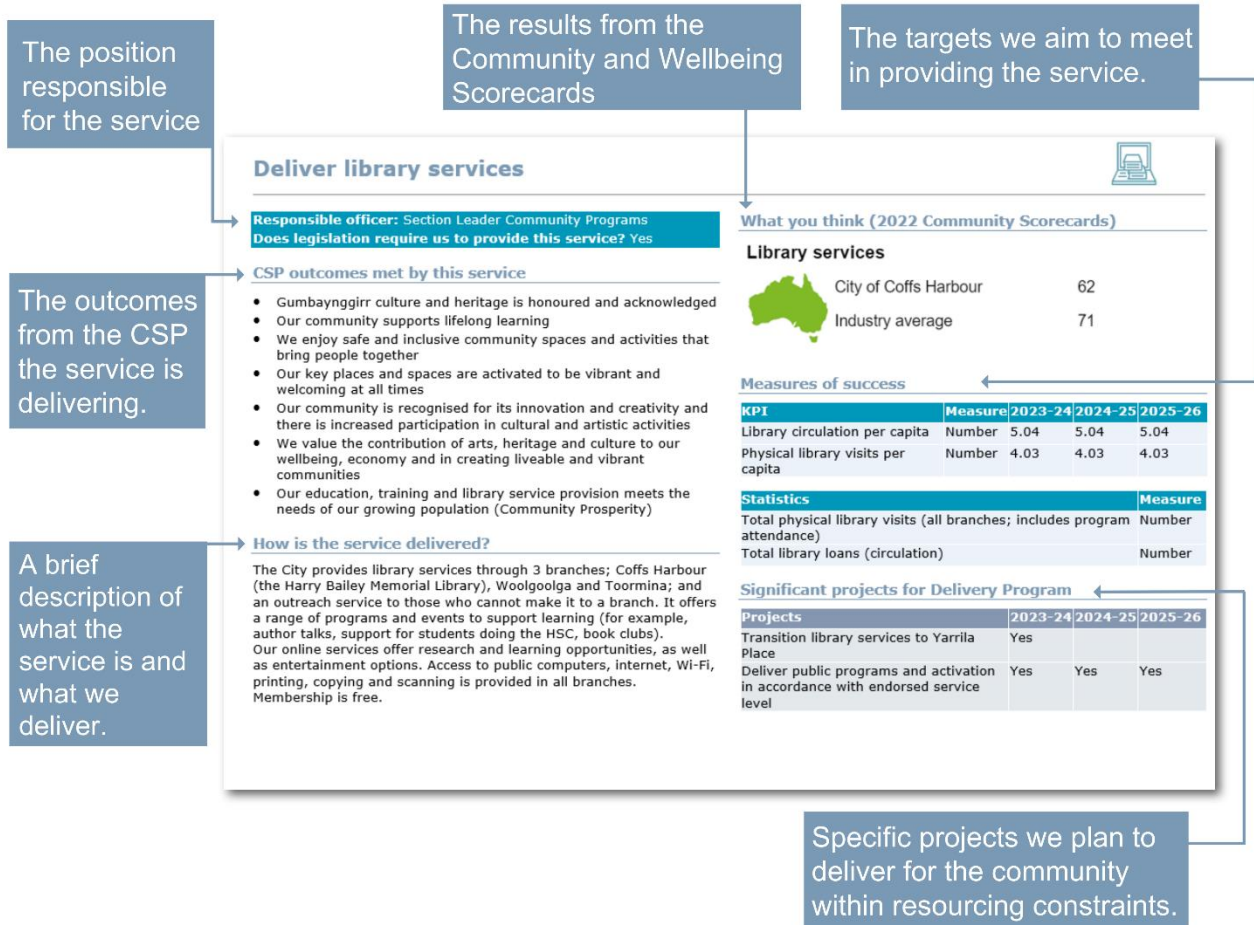 The position
responsible
for the service
The results from the
Community and Wellbeing
Scorecards
The targets we aim to meet
in providing the service.
Deliver library services
Responsible officer: Section Leader Community Programs
Does legislation require us to provide this service? Yes
The outcomes
from the CSP
the service is
delivering.
CSP outcomes met by this service
• Gumbaynggirr culture and heritage is honoured and acknowledged
• Our community supports lifelong learning
• We enjoy safe and inclusive community spaces and activities that
bring people together
• Our key places and spaces are activated to be vibrant and
welcoming at all times
• Our community is recognised for its innovation and creativity and
there is increased participation in cultural and artistic activities
• We value the contribution of arts, heritage and culture to our
wellbeing, economy and in creating liveable and vibrant
communities
• Our education, training and library service provision meets the
needs of our growing population (Community Prosperity)
A brief
description of
what the
service is and
what we
deliver.
How is the service delivered?
The City provides library services through 3 branches; Coffs Harbour
(the Harry Bailey Memorial Library), Woolgoolga and Toormina; and
an outreach service to those who cannot make it to a branch. It offers
a range of programs and events to support learning (for example,
author talks, support for students doing the HSC, book clubs).
Our online services offer research and learning opportunities, as well
as entertainment options. Access to public computers, internet, Wi-Fi,
printing, copying and scanning is provided in all branches.
Membership is free.
What you think (2022 Community Scorecards)
Library services
City of Coffs Harbour 62
Industry average 71
Measures of success
KPI Measure 2023-24 2024-25 2025-26
Library circulation per capita Number 5.04 5.04 5.04
Physical library visits per Number 4.03 4.03 4.03
capita
Statistics Measure
Total physical library visits (all branches; includes program Number
attendance)
Total library loans (circulation) Number
Significant projects for Delivery Program
Projects 2023-24 2024-25 2025-26
Transition library services to Yarrila Yes
Place
Deliver public programs and activation Yes Yes Yes
in accordance with endorsed service
level
Specific projects we plan to
deliver for the community
within resourcing constraints.